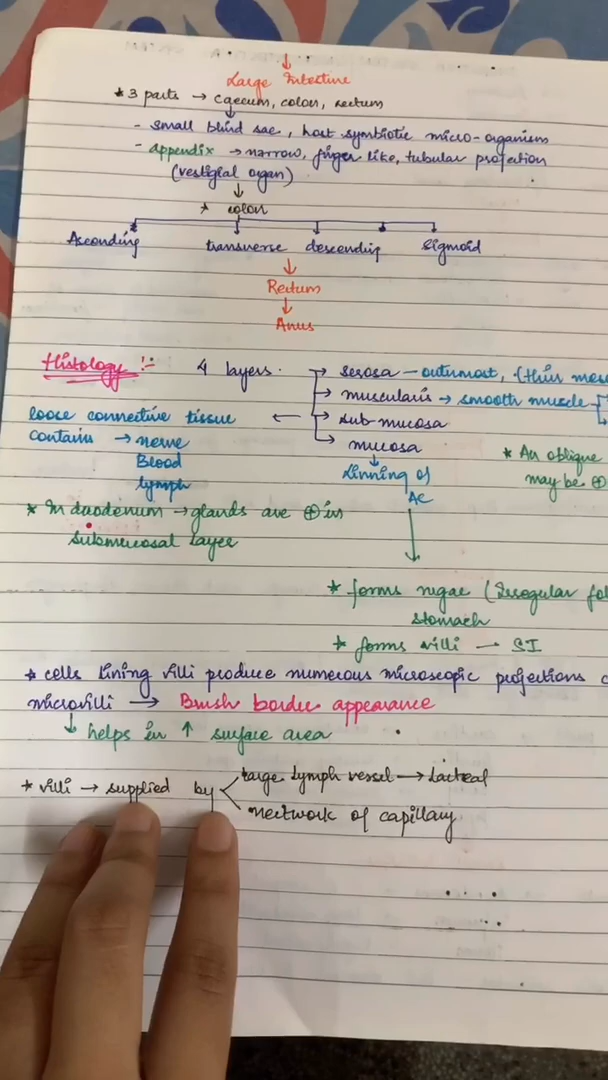 ↓
Large Intestine
* 3 parts → caecum, colon, rectum
- small blind sac, host symbiotic micro-organism
- appendix → narrow, finger like, tubular projection
(vestigial organ)
* colon
Ascending transverse descending sigmoid
↓
Rectum
↓
Anus
Histology :- 4 layers. → serosa - outermost, (thin
→ muscularis → smooth muscle
loose connective tissue ← → sub-mucosa
contains → nerve → mucosa
Blood
lymph
Linning of AC
* An oblique
may be ⊕
* In duodenum → glands are ⊕ in
submucosal layer
* forms rugae (Irregular
stomach
* forms villi — SI
* cells lining villi produce numerous microscopic projections
microvilli → Brush border appearance
↓ helps in ↑ surface area
* villi → supplied by < large lymph vessel → Lacteal
network of capillary